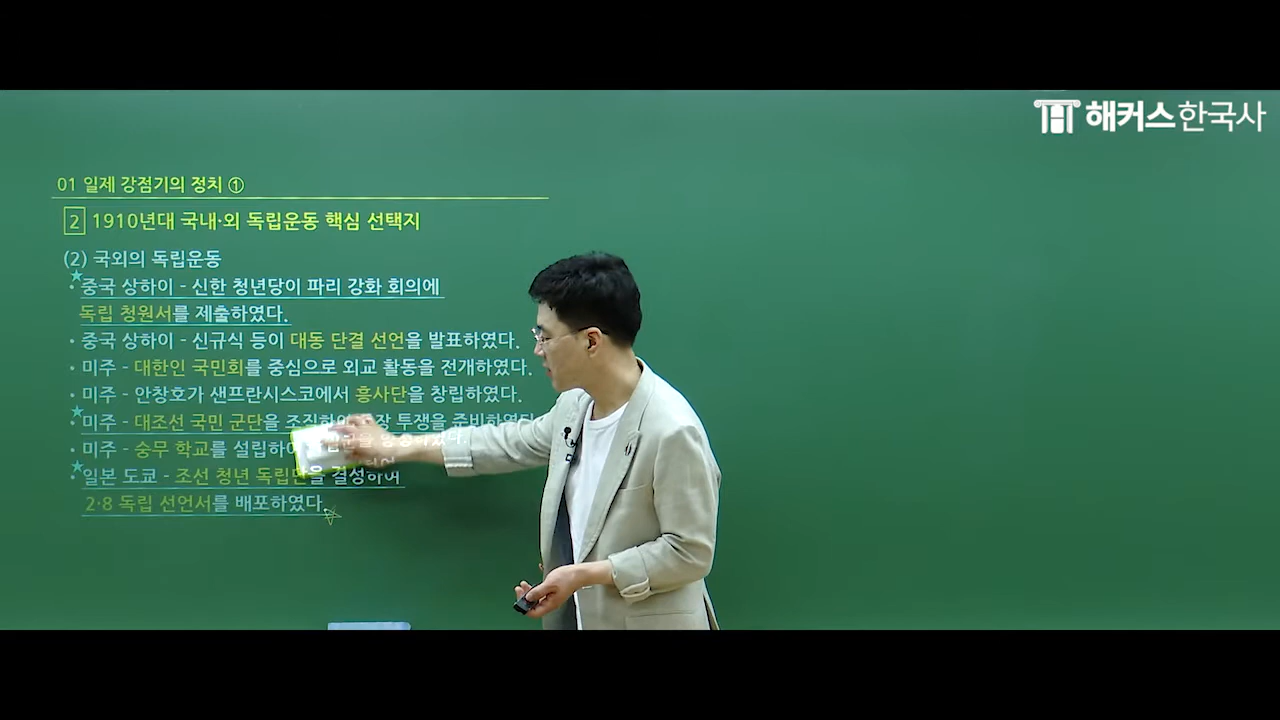 해커스한국사
01 일제 강점기의 정치 ①
2 1910년대 국내·외 독립운동 핵심 선택지
(2) 국외의 독립운동
• 중국 상하이 - 신한 청년당이 파리 강화 회의에
독립 청원서를 제출하였다.
• 중국 상하이 - 신규식 등이 대동 단결 선언을 발표하였다.
• 미주 - 대한인 국민회를 중심으로 외교 활동을 전개하였다.
• 미주 - 안창호가 샌프란시스코에서 흥사단을 창립하였다.
• 미주 - 대조선 국민 군단을 조직하여 투쟁을 준비하였다
• 미주 - 숭무 학교를 설립하여
• 일본 도쿄 - 조선 청년 독립단을 결성하여
2·8 독립 선언서를 배포하였다.